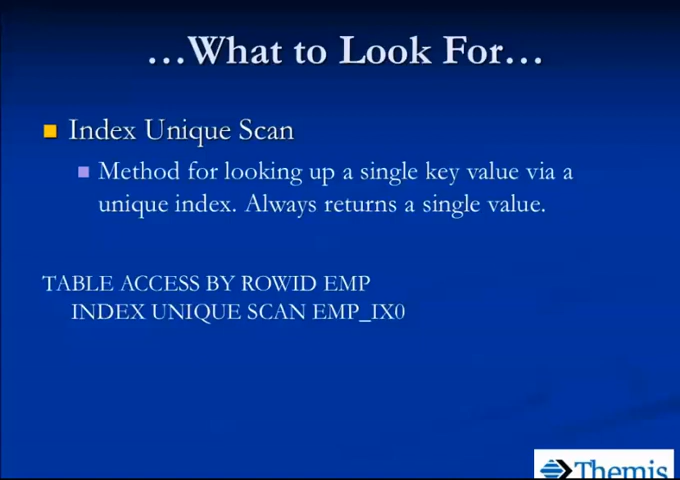 …What to Look For…
Index Unique Scan
Method for looking up a single key value via a
unique index. Always returns a single value.
TABLE ACCESS BY ROWID EMP
INDEX UNIQUE SCAN EMP_IX0
Themis